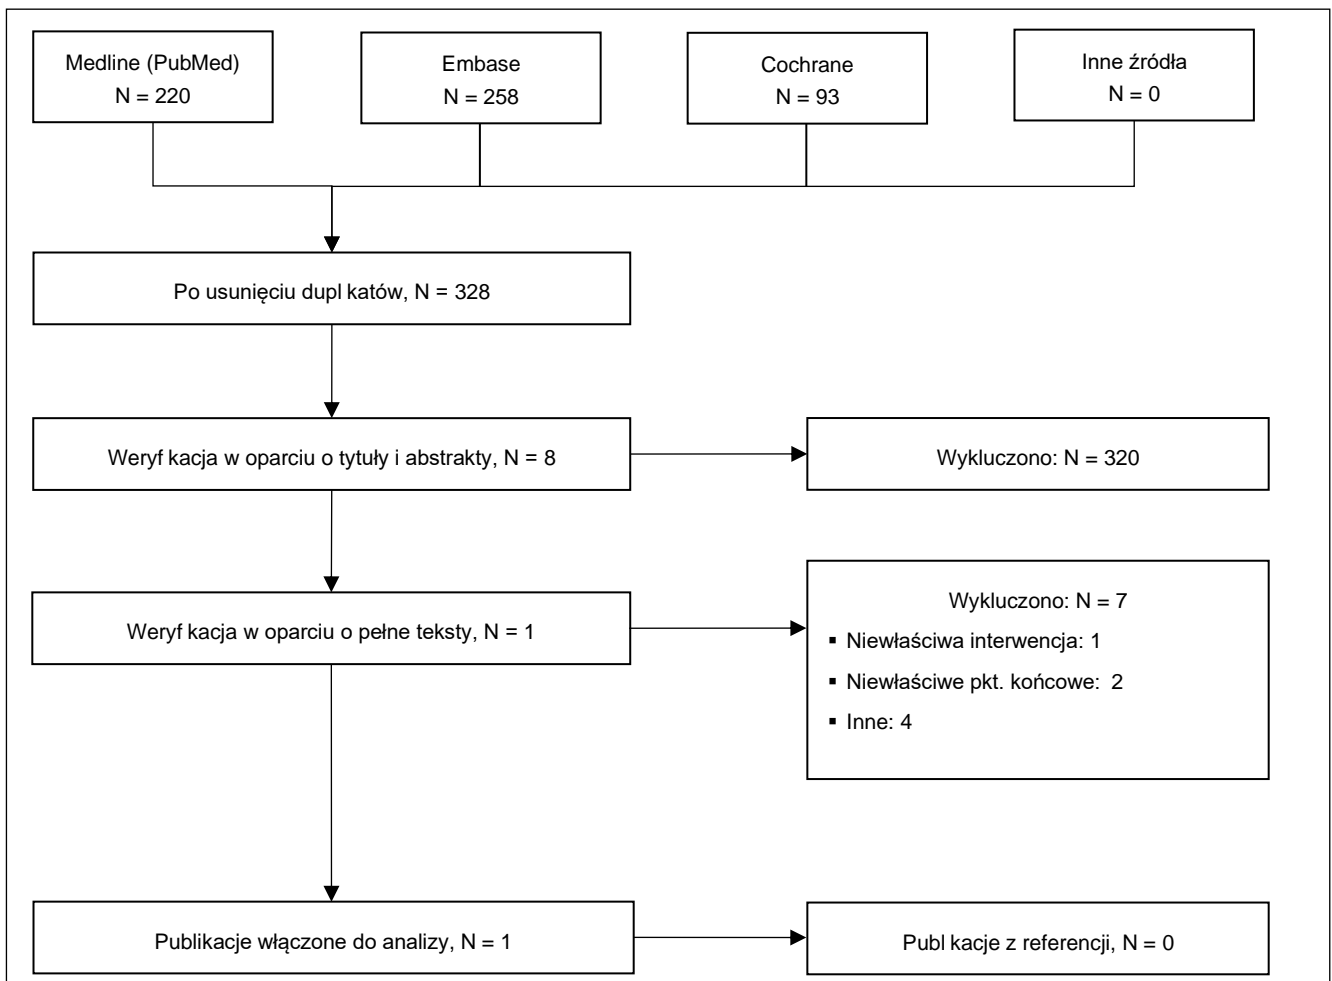 Medline (PubMed)
N = 220
Embase
N = 258
Cochrane
N = 93
Inne źródła
N = 0
Po usunięciu dupl katów, N = 328
Weryf kacja w oparciu o tytuły i abstrakty, N = 8
Wykluczono: N = 320
Weryf kacja w oparciu o pełne teksty, N = 1
Wykluczono: N = 7
▪ Niewłaściwa interwencja: 1
▪ Niewłaściwe pkt. końcowe: 2
▪ Inne: 4
Publikacje włączone do analizy, N = 1
Publ kacje z referencji, N = 0